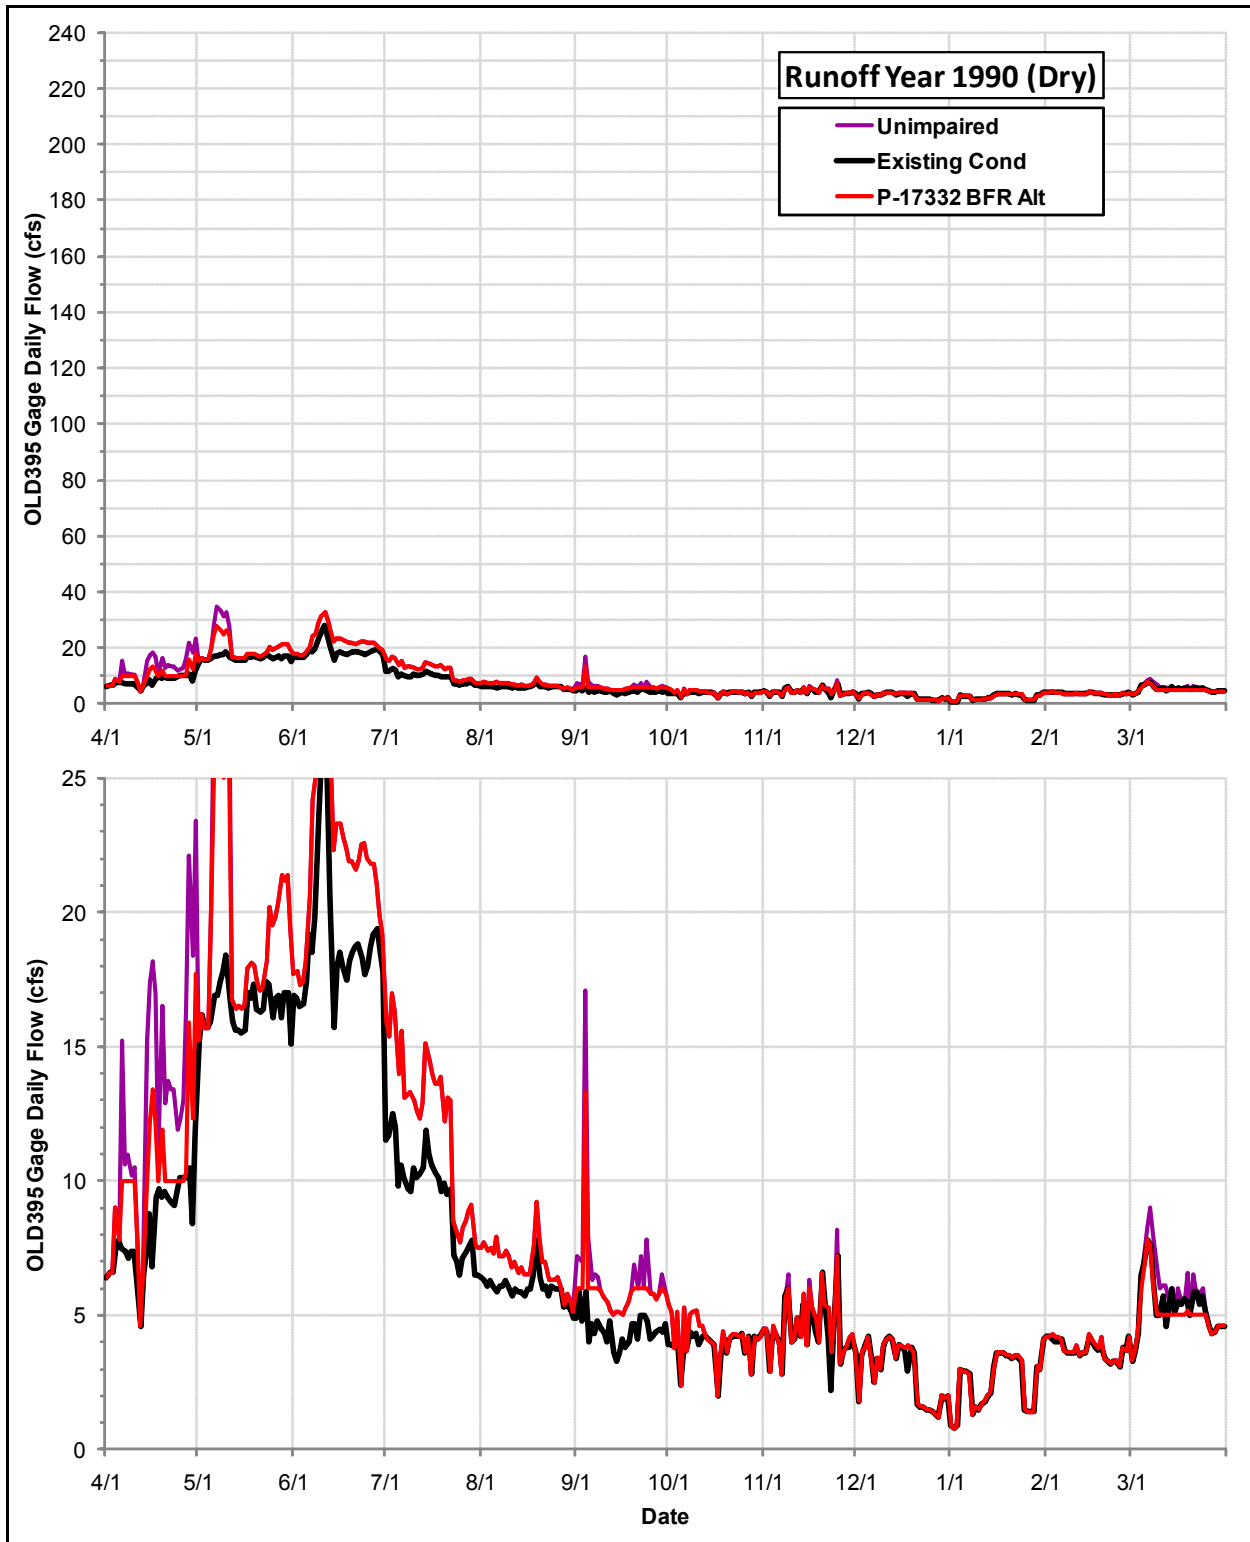 240
220
200
180
160
140
120
100
80
60
40
20
0
OLD395 Gage Daily Flow (cfs)
Runoff Year 1990 (Dry)
Unimpaired
Existing Cond
P-17332 BFR Alt
4/1 5/1 6/1 7/1 8/1 9/1 10/1 11/1 12/1 1/1 2/1 3/1
25
20
15
10
5
0
OLD395 Gage Daily Flow (cfs)
4/1 5/1 6/1 7/1 8/1 9/1 10/1 11/1 12/1 1/1 2/1 3/1
Date